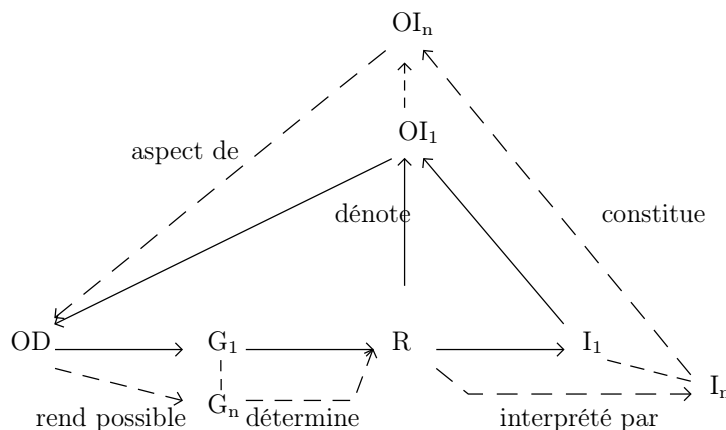 OIₙ
aspect de
OI₁
dénote
constitue
OD G₁ R I₁
Iₙ
Gₙ
rend possible détermine interprété par